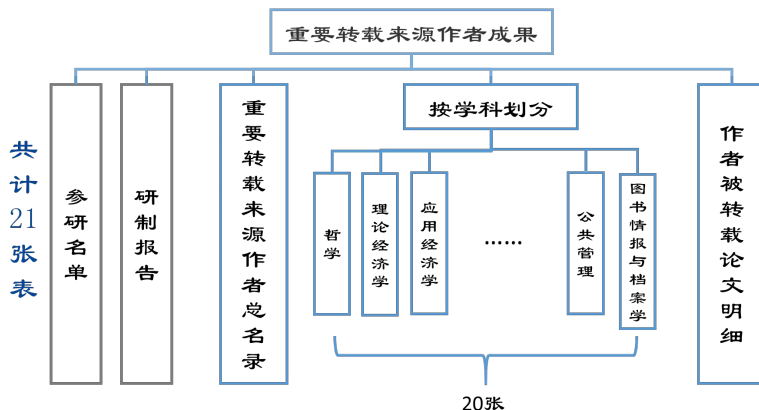 重要转载来源作者成果
共计21张表
参研名单
研制报告
重要转载来源作者总名录
按学科划分
哲学
理论经济学
应用经济学
……
公共管理
图书情报与档案学
作者被转载论文明细
20张